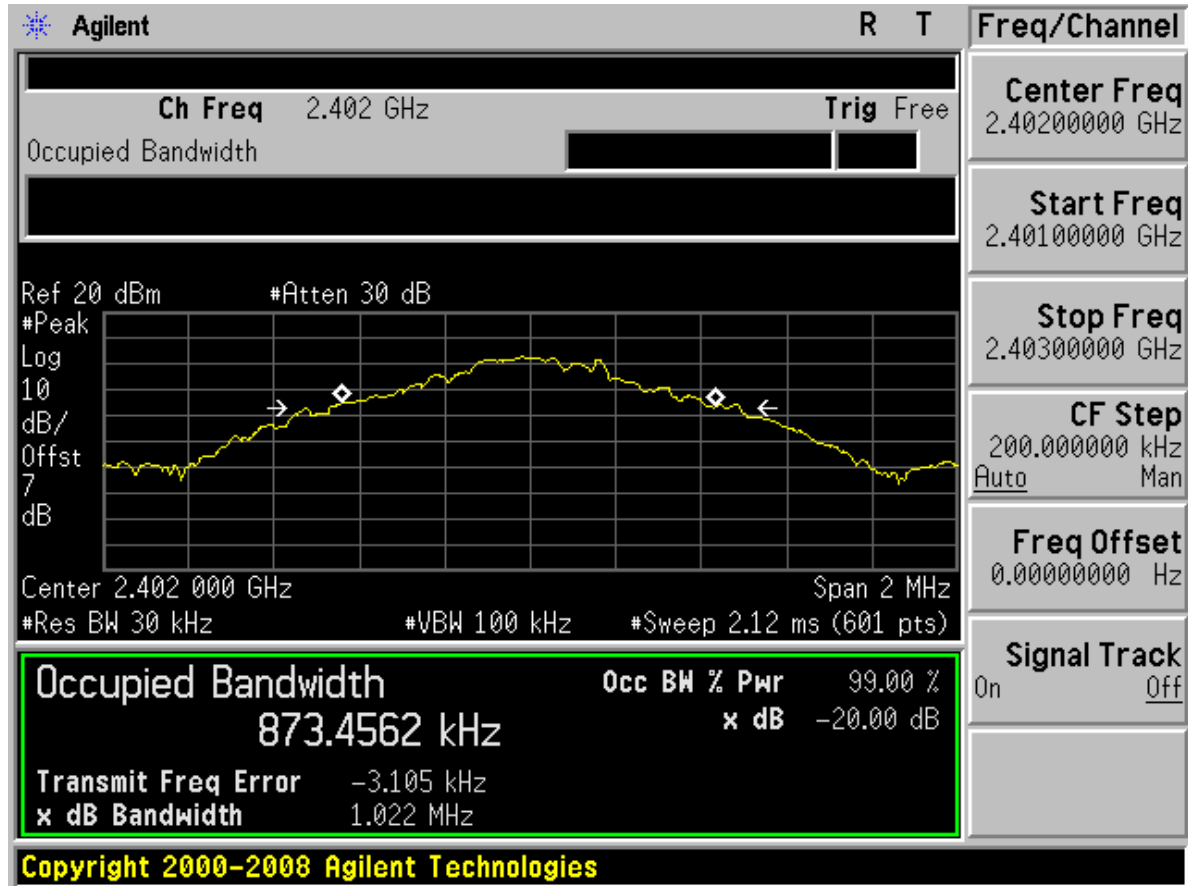 Agilent R T
Ch Freq 2.402 GHz Trig Free
Occupied Bandwidth
Ref 20 dBm #Atten 30 dB
#Peak
Log
10
dB/
Offst
7
dB
Center 2.402 000 GHz Span 2 MHz
#Res BW 30 kHz #VBW 100 kHz #Sweep 2.12 ms (601 pts)
Occupied Bandwidth Occ BW % Pwr 99.00 %
873.4562 kHz x dB -20.00 dB
Transmit Freq Error -3.105 kHz
x dB Bandwidth 1.022 MHz
Copyright 2000-2008 Agilent Technologies
Freq/Channel
Center Freq
2.40200000 GHz
Start Freq
2.40100000 GHz
Stop Freq
2.40300000 GHz
CF Step
200.000000 kHz
Auto Man
Freq Offset
0.00000000 Hz
Signal Track
On Off